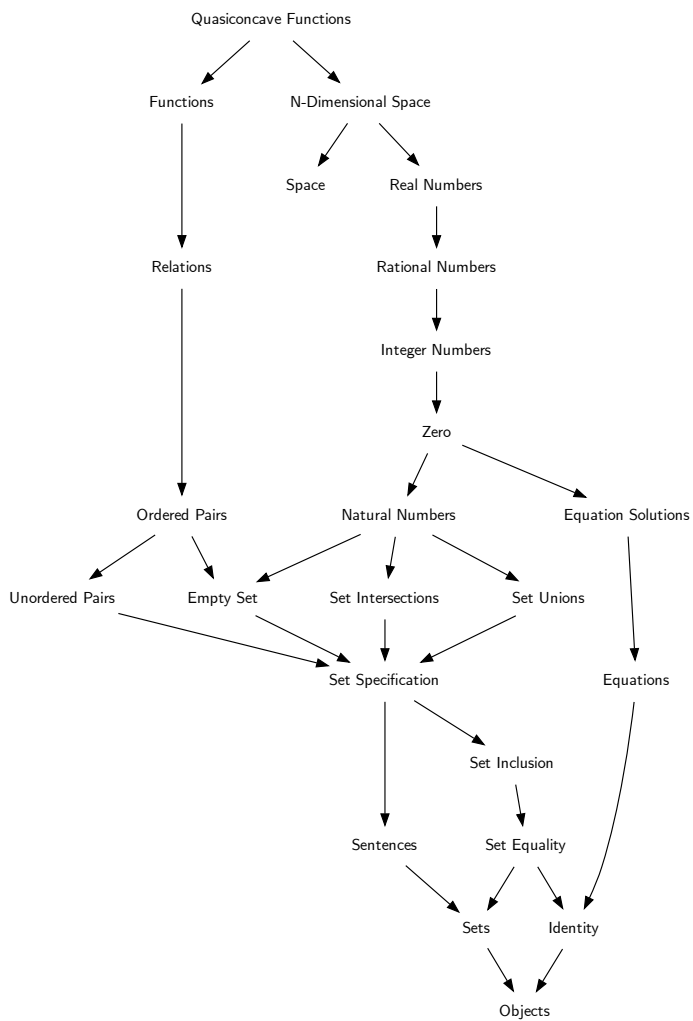 Quasiconcave Functions
Functions
N-Dimensional Space
Space
Real Numbers
Relations
Rational Numbers
Integer Numbers
Zero
Ordered Pairs
Natural Numbers
Equation Solutions
Unordered Pairs
Empty Set
Set Intersections
Set Unions
Set Specification
Equations
Set Inclusion
Sentences
Set Equality
Sets
Identity
Objects